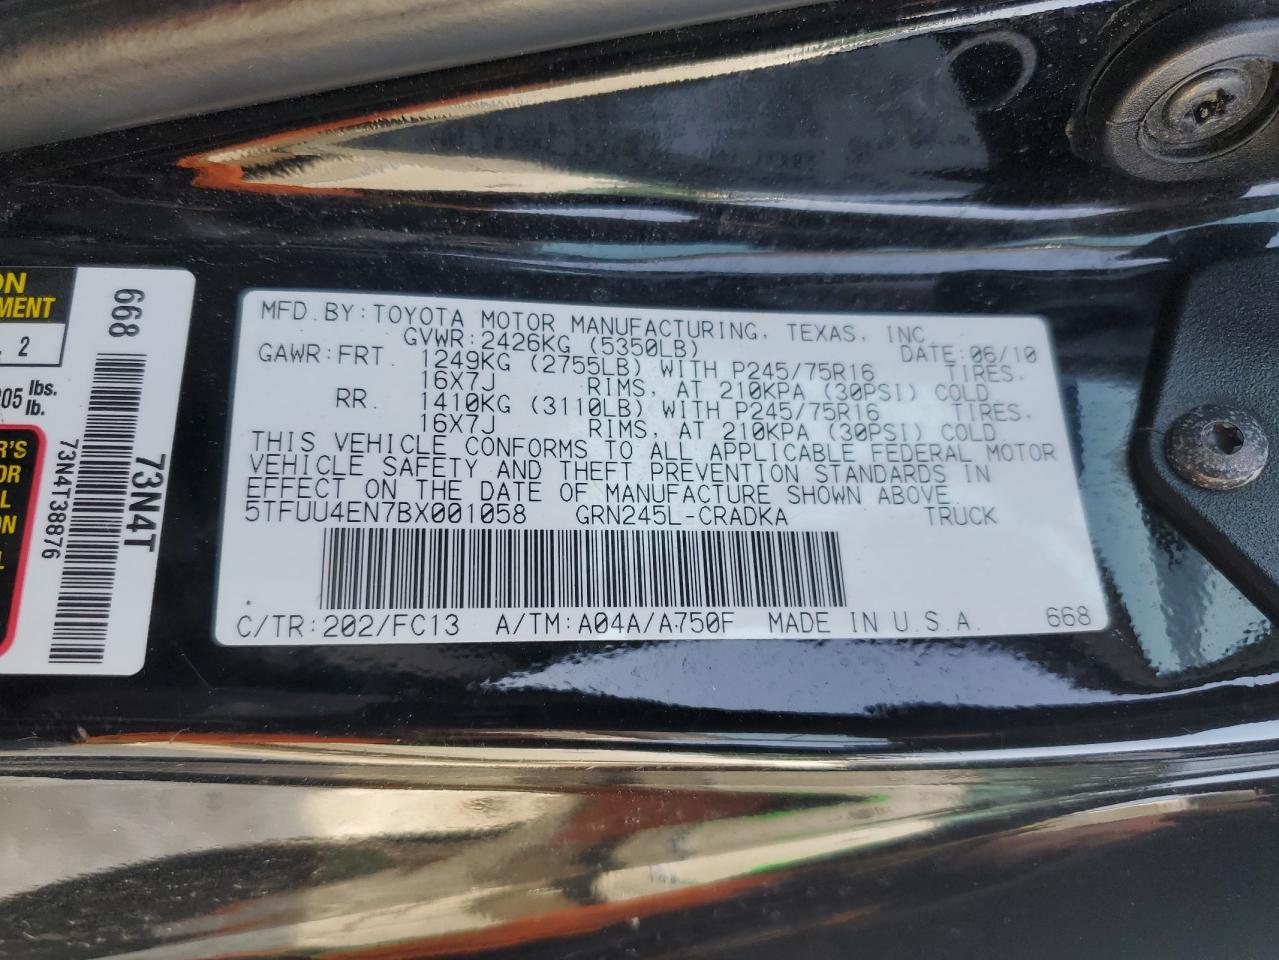 ON
MENT
. 2
205 lbs.
lb.
R'S
OR
L
ION
L
668
73N4T38876
73N4T
MFD.BY:TOYOTA MOTOR MANUFACTURING, TEXAS, INC.
GVWR:2426KG (5350LB) DATE:06/10
GAWR:FRT 1249KG (2755LB) WITH P245/75R16 TIRES.
16X7J RIMS, AT 210KPA (30PSI) COLD
RR. 1410KG (3110LB) WITH P245/75R16 TIRES.
16X7J RIMS, AT 210KPA (30PSI) COLD
THIS VEHICLE CONFORMS TO ALL APPLICABLE FEDERAL MOTOR
VEHICLE SAFETY AND THEFT PREVENTION STANDARDS IN
EFFECT ON THE DATE OF MANUFACTURE SHOWN ABOVE.
5TFUU4EN7BX001058 GRN245L-CRADKA TRUCK
C/TR:202/FC13 A/TM:A04A/A750F MADE IN U.S.A. 668